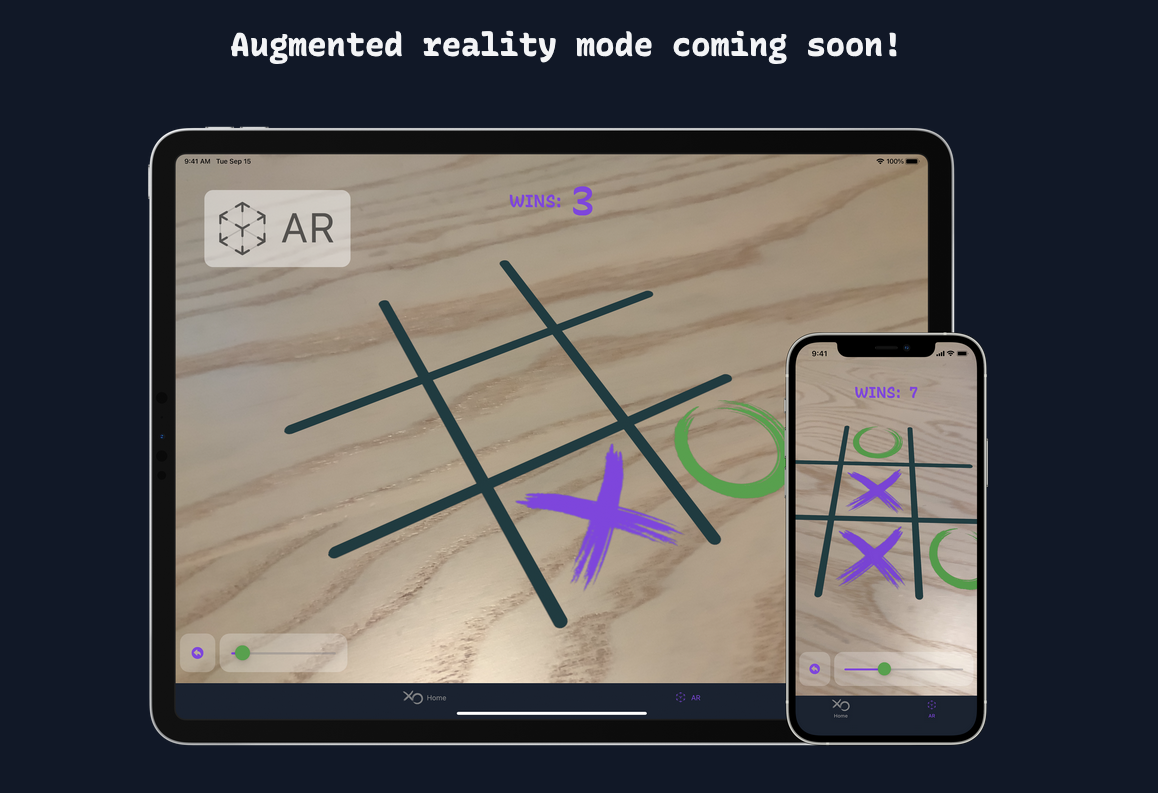 Augmented reality mode coming soon!
9:41 AM Tue Sep 15
100%
AR
WINS: 3
Home
AR
9:41
WINS: 7
Home
AR